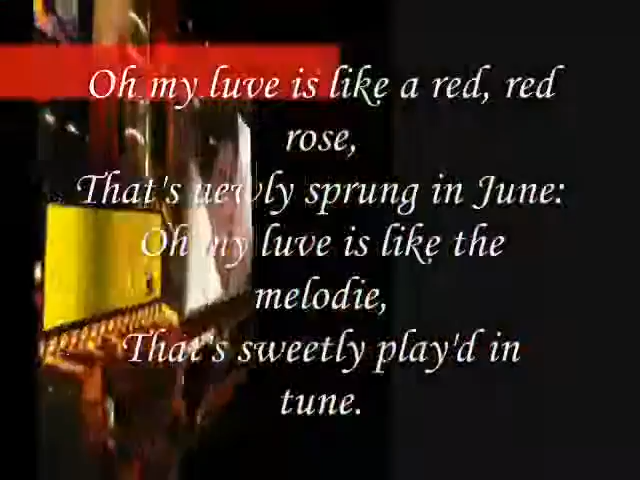 Oh my luve is like a red, red
rose,
That's newly sprung in June:
Oh my luve is like the
melodie,
That's sweetly play'd in
tune.